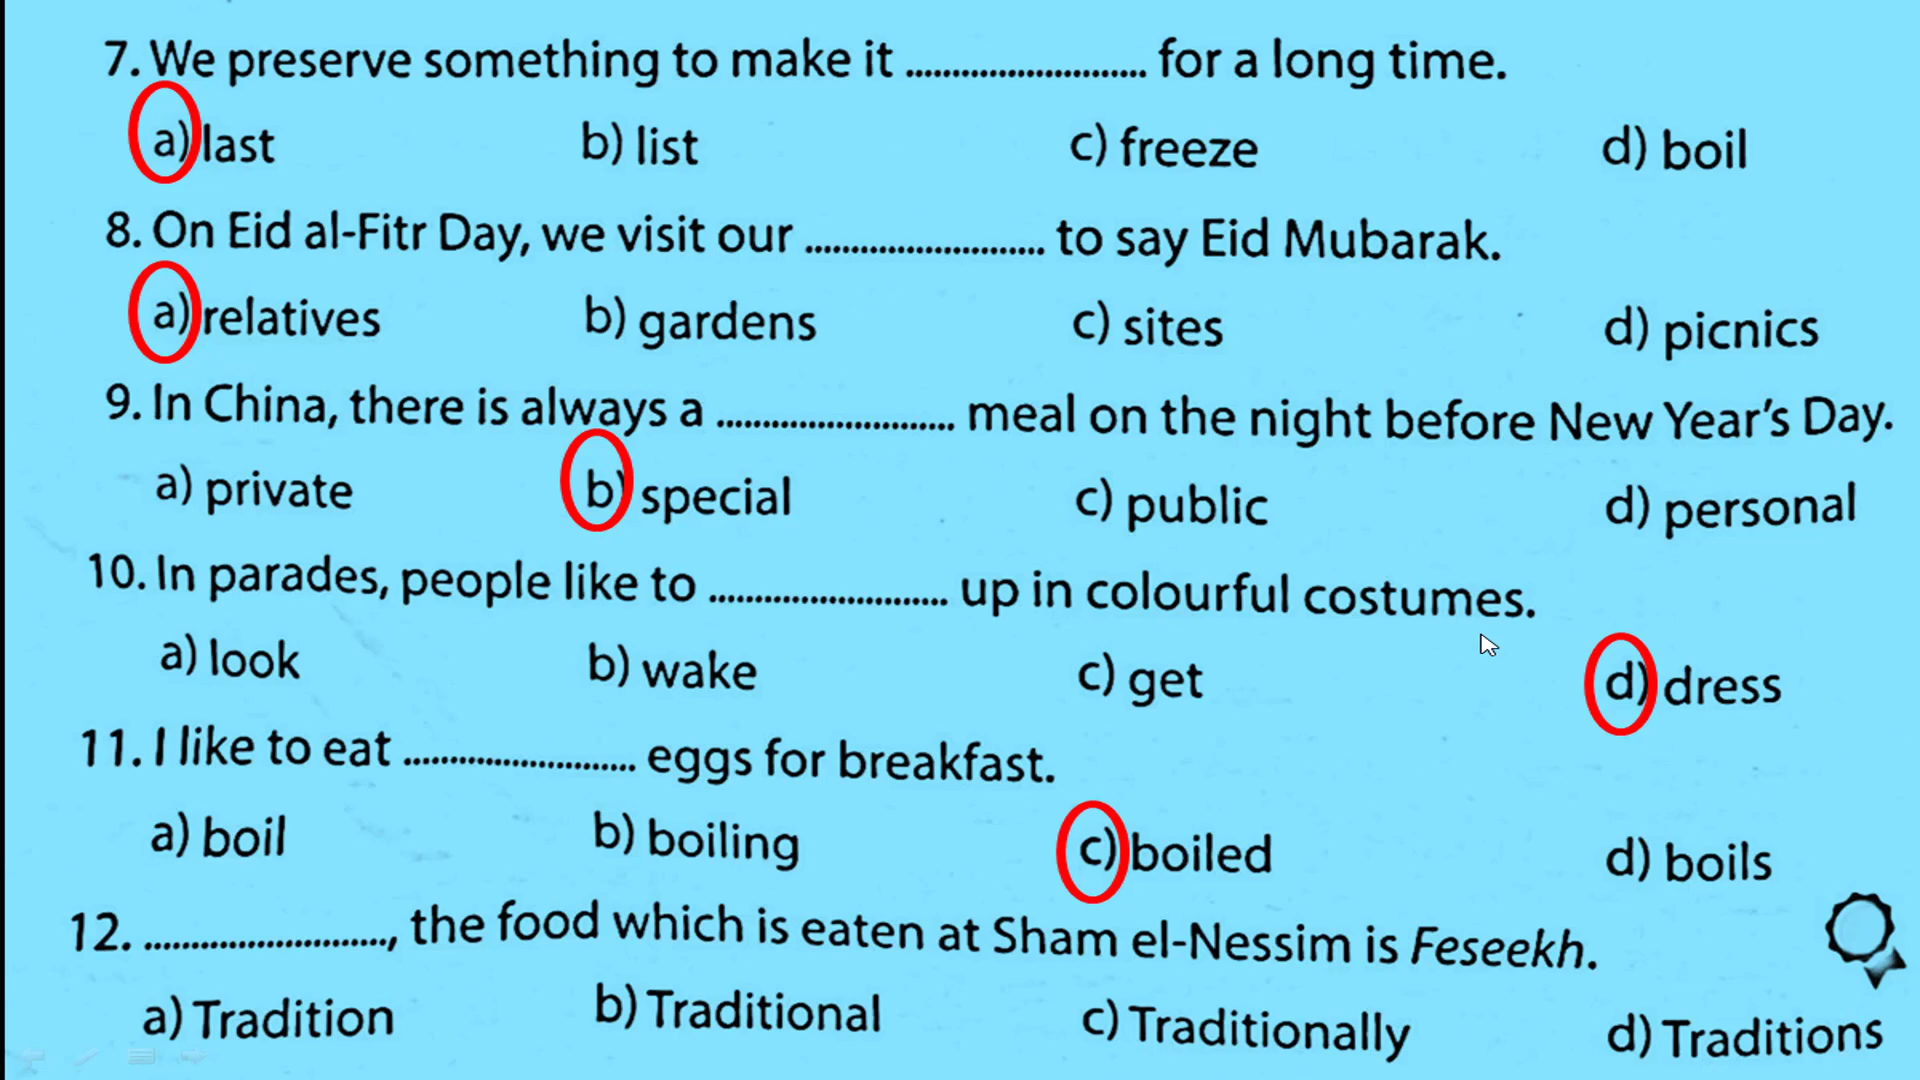 7. We preserve something to make it .......................... for a long time.
a) last b) list c) freeze d) boil
8. On Eid al-Fitr Day, we visit our .......................... to say Eid Mubarak.
a) relatives b) gardens c) sites d) picnics
9. In China, there is always a .......................... meal on the night before New Year's Day.
a) private b) special c) public d) personal
10. In parades, people like to .......................... up in colourful costumes.
a) look b) wake c) get d) dress
11. I like to eat .......................... eggs for breakfast.
a) boil b) boiling c) boiled d) boils
12. .........................., the food which is eaten at Sham el-Nessim is Feseekh.
a) Tradition b) Traditional c) Traditionally d) Traditions